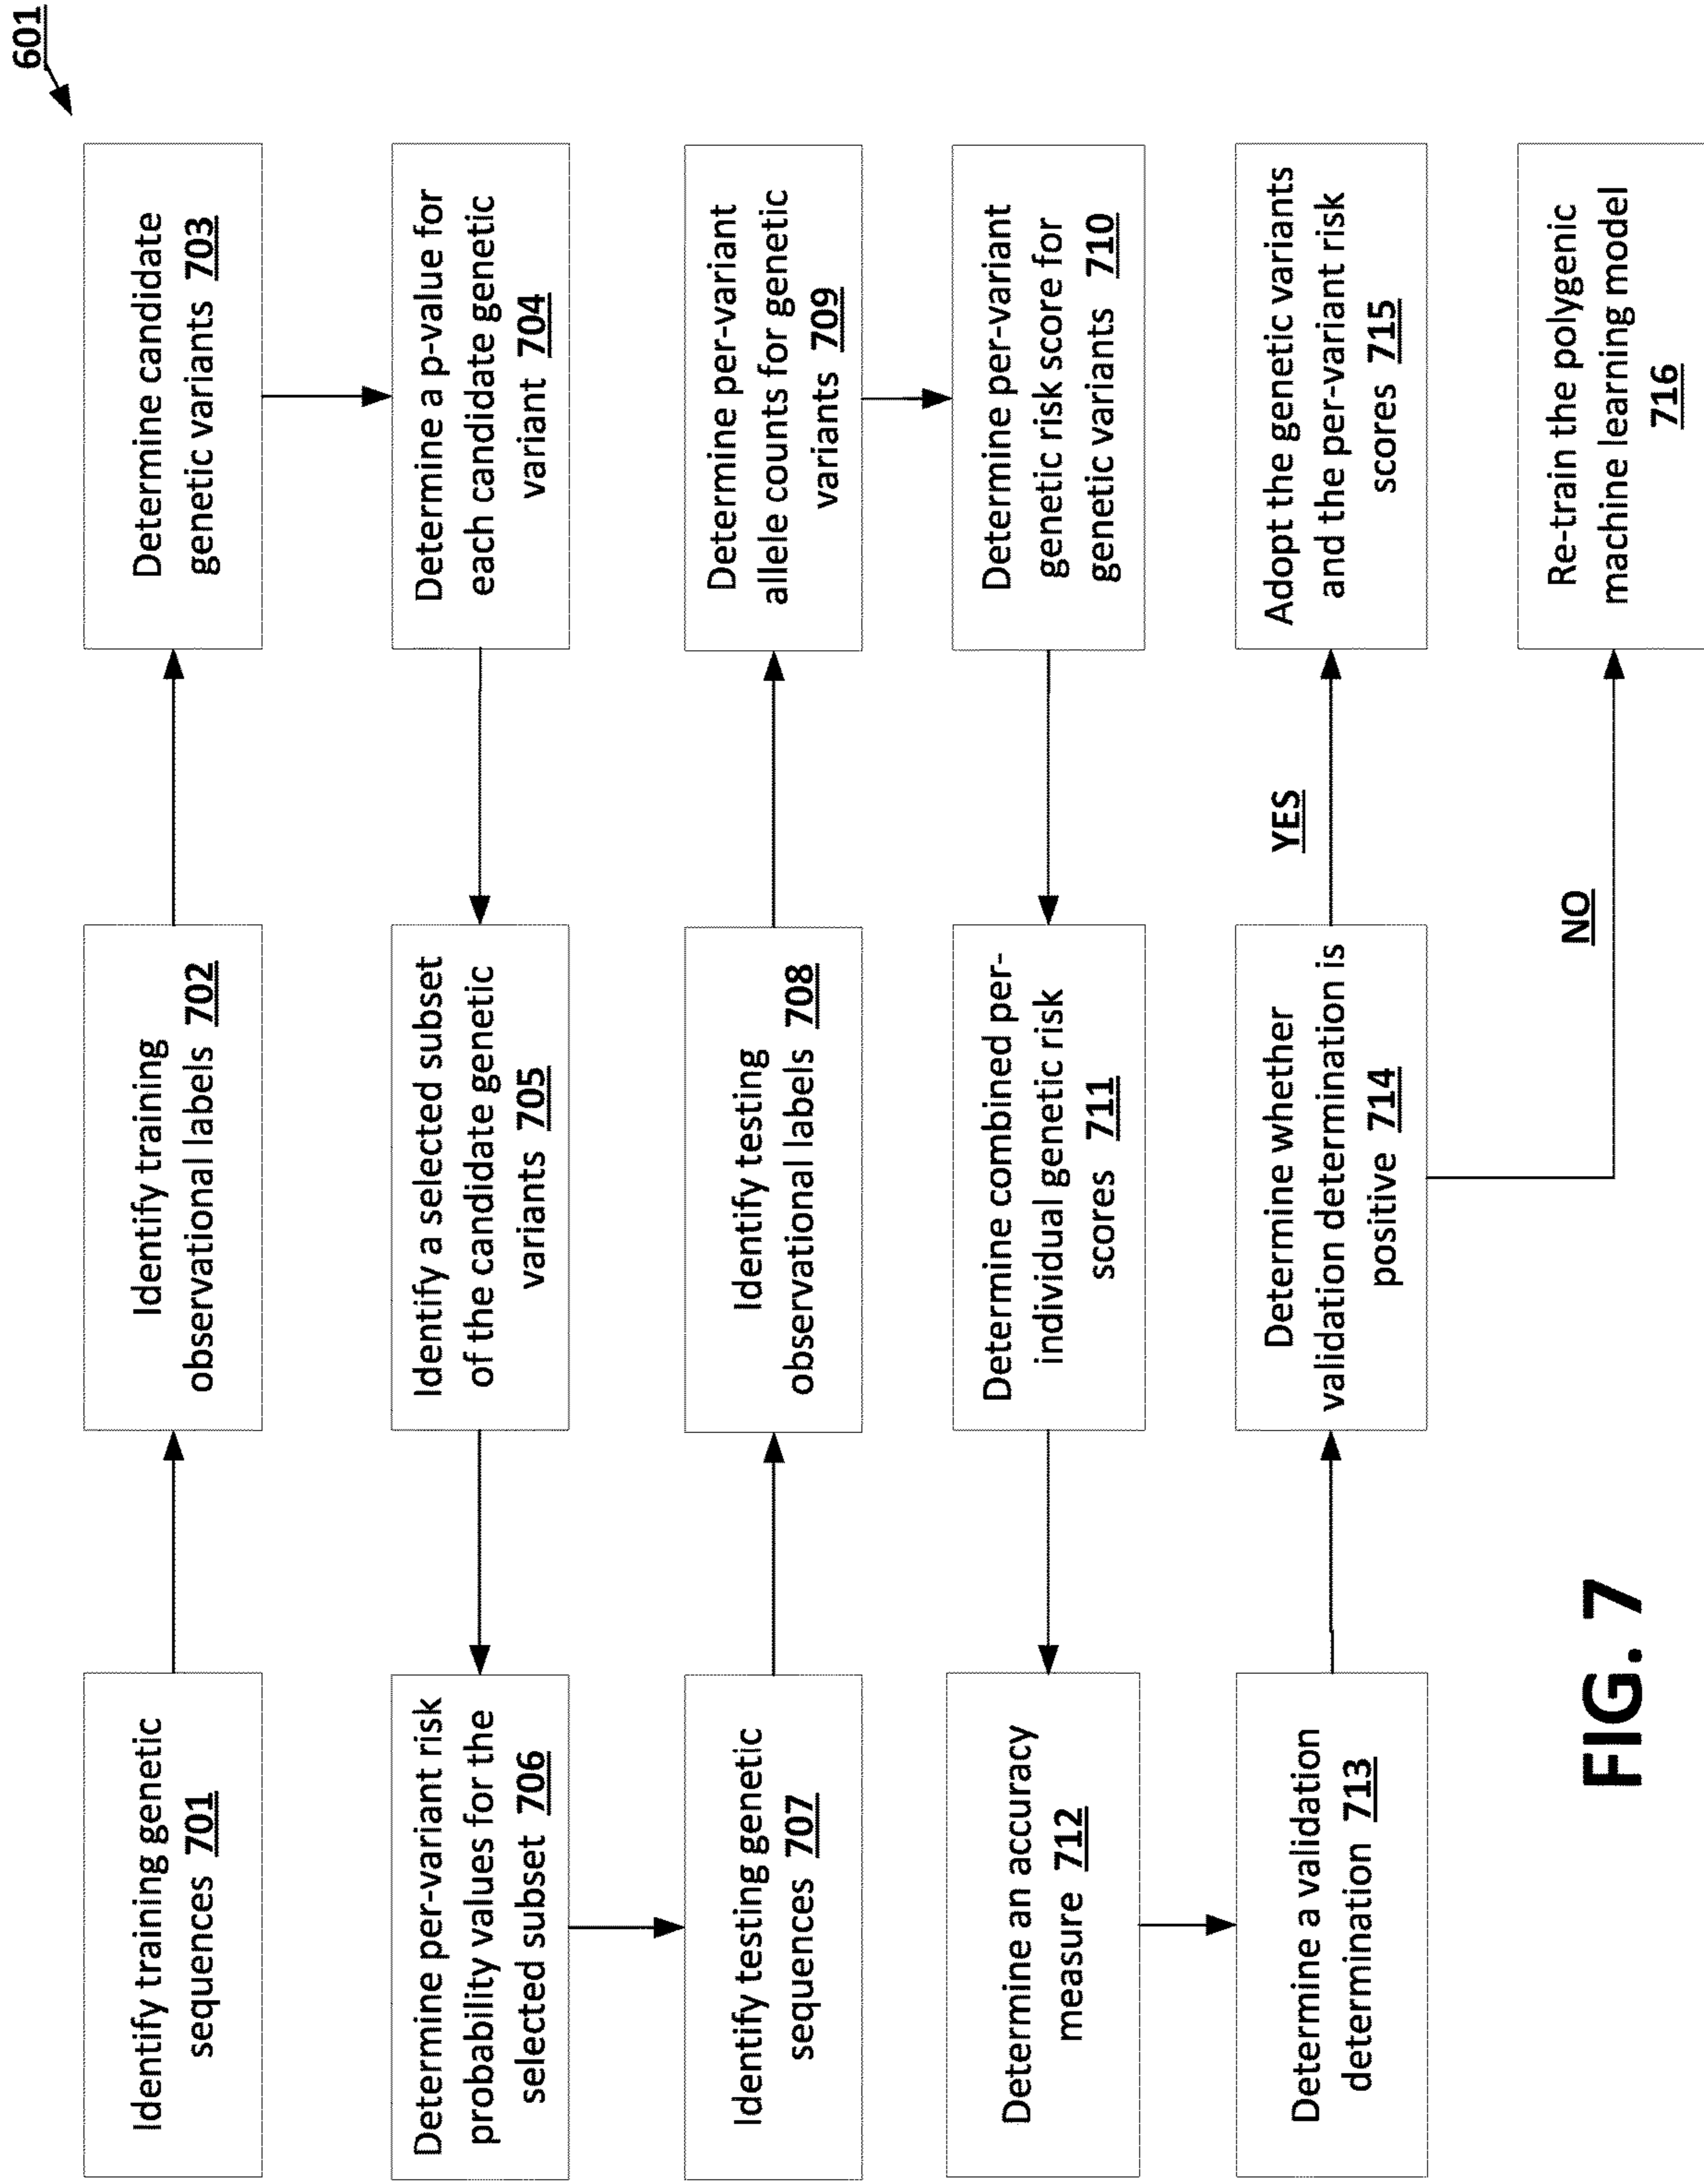 601
Identify training genetic
sequences 701
Identify training
observational labels 702
Determine candidate
genetic variants 703
Determine a p-value for
each candidate genetic
variant 704
Identify a selected subset
of the candidate genetic
variants 705
Determine per-variant risk
probability values for the
selected subset 706
Identify testing genetic
sequences 707
Identify testing
observational labels 708
Determine per-variant
allele counts for genetic
variants 709
Determine per-variant
genetic risk score for
genetic variants 710
Determine combined per-
individual genetic risk
scores 711
Determine an accuracy
measure 712
Determine a validation
determination 713
Determine whether
validation determination is
positive 714
YES
Adopt the genetic variants
and the per-variant risk
scores 715
NO
Re-train the polygenic
machine learning model
716
FIG. 7